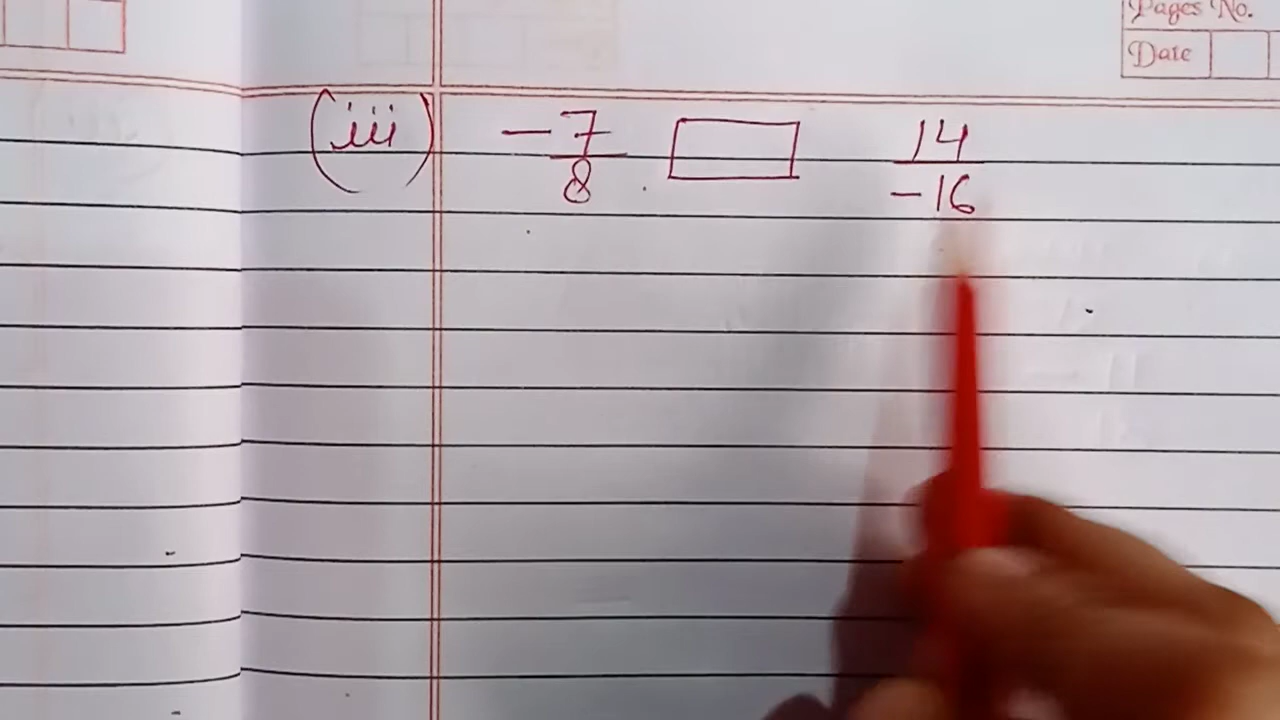 Pages No.
Date
(iii) -7/8 □ 14/-16